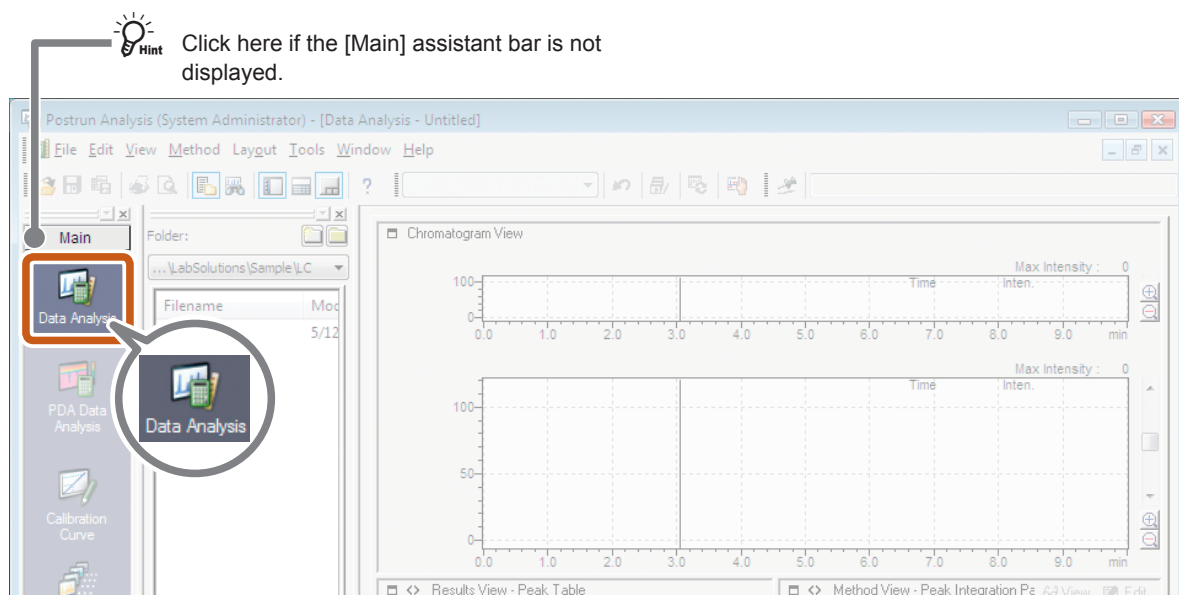 Hint
Click here if the [Main] assistant bar is not
displayed.
Postrun Analysis (System Administrator) - [Data Analysis - Untitled]
File Edit View Method Layout Tools Window Help
?
Main
Data Analysis
PDA Data
Analysis
Calibration
Curve
Folder:
...\LabSolutions\Sample\LC
Filename Mod
5/12
Data Analysis
Chromatogram View
Max Intensity : 0
Time Inten.
100
0
0.0 1.0 2.0 3.0 4.0 5.0 6.0 7.0 8.0 9.0 min
Max Intensity : 0
Time Inten.
100
50
0
0.0 1.0 2.0 3.0 4.0 5.0 6.0 7.0 8.0 9.0 min
Results View - Peak Table
Method View - Peak Integration Pa View Edit